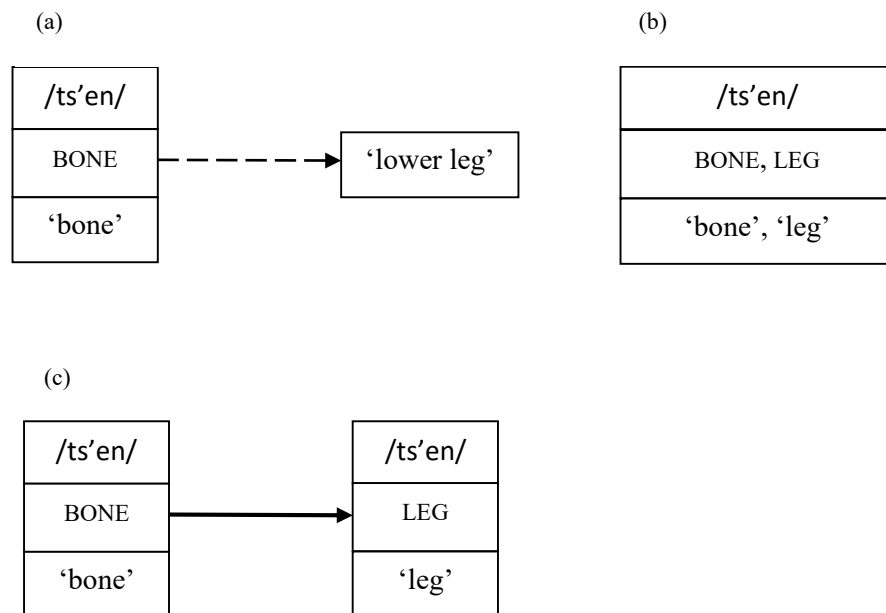 (a)
(b)
/ts’en/
BONE
‘bone’
‘lower leg’
/ts’en/
BONE, LEG
‘bone’, ‘leg’
(c)
/ts’en/
BONE
‘bone’
/ts’en/
LEG
‘leg’